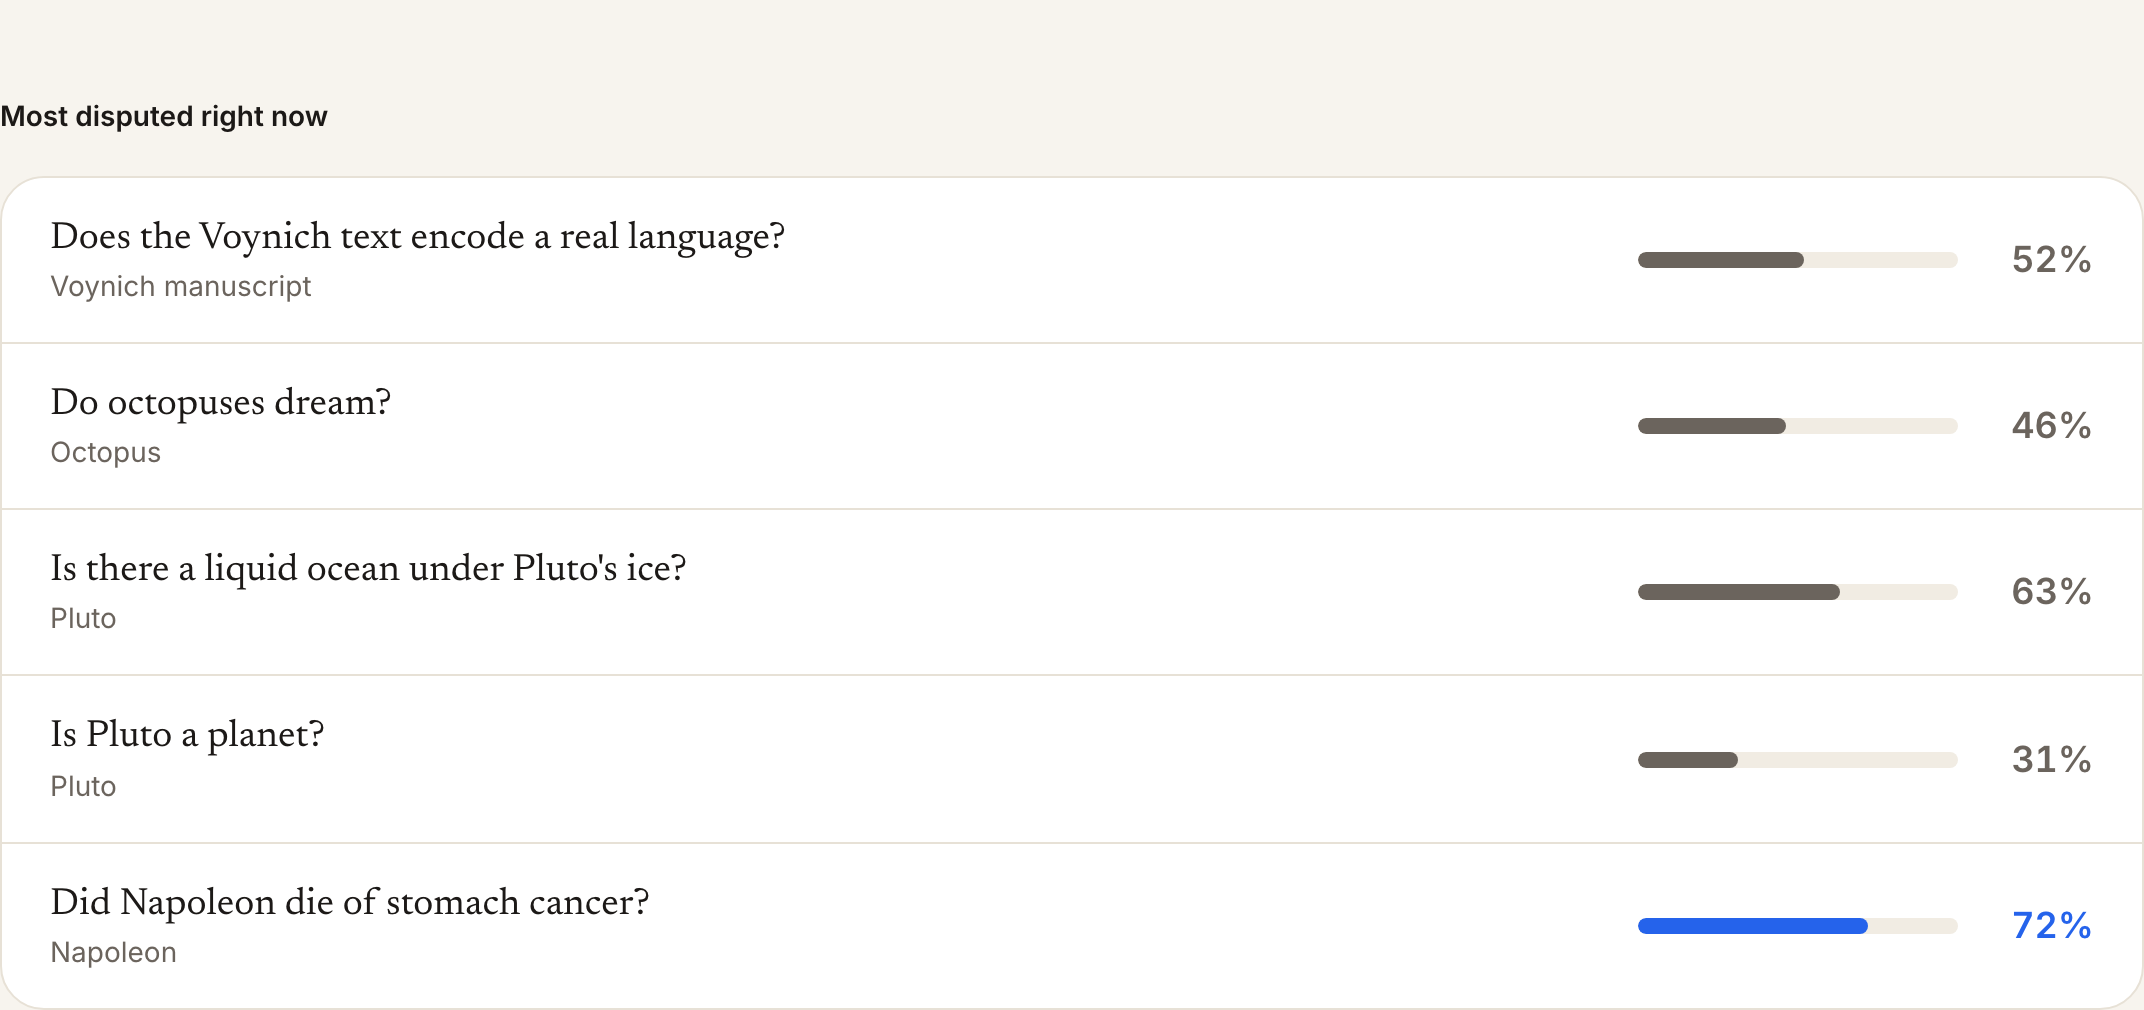 Most disputed right now
Does the Voynich text encode a real language?
Voynich manuscript
52%
Do octopuses dream?
Octopus
46%
Is there a liquid ocean under Pluto's ice?
Pluto
63%
Is Pluto a planet?
Pluto
31%
Did Napoleon die of stomach cancer?
Napoleon
72%